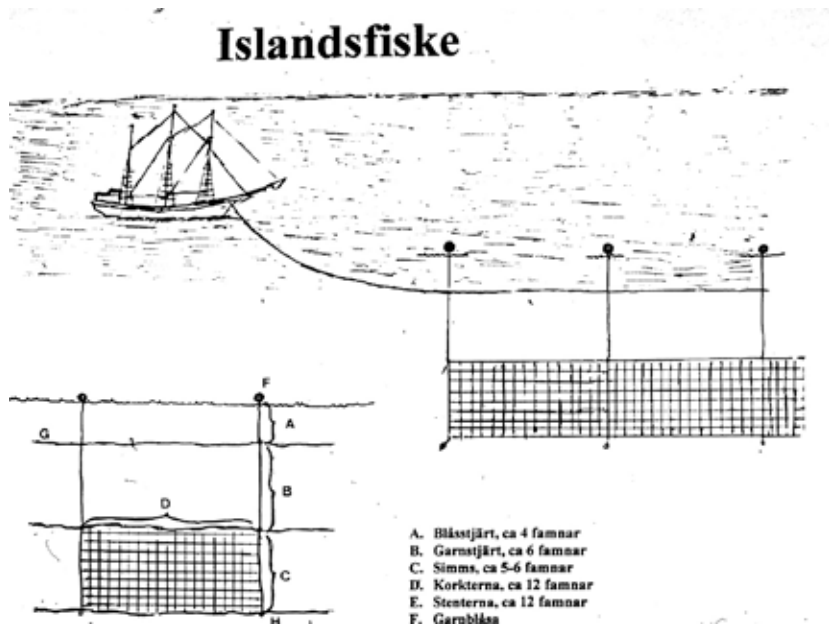 Islandsfiske
F
A
G
B
D
C
H
A. Blåsstjärt, ca 4 famnar
B. Garnstjärt, ca 6 famnar
C. Simms, ca 5-6 famnar
D. Korkterna, ca 12 famnar
E. Stenterna, ca 12 famnar
F. Garnblåsa